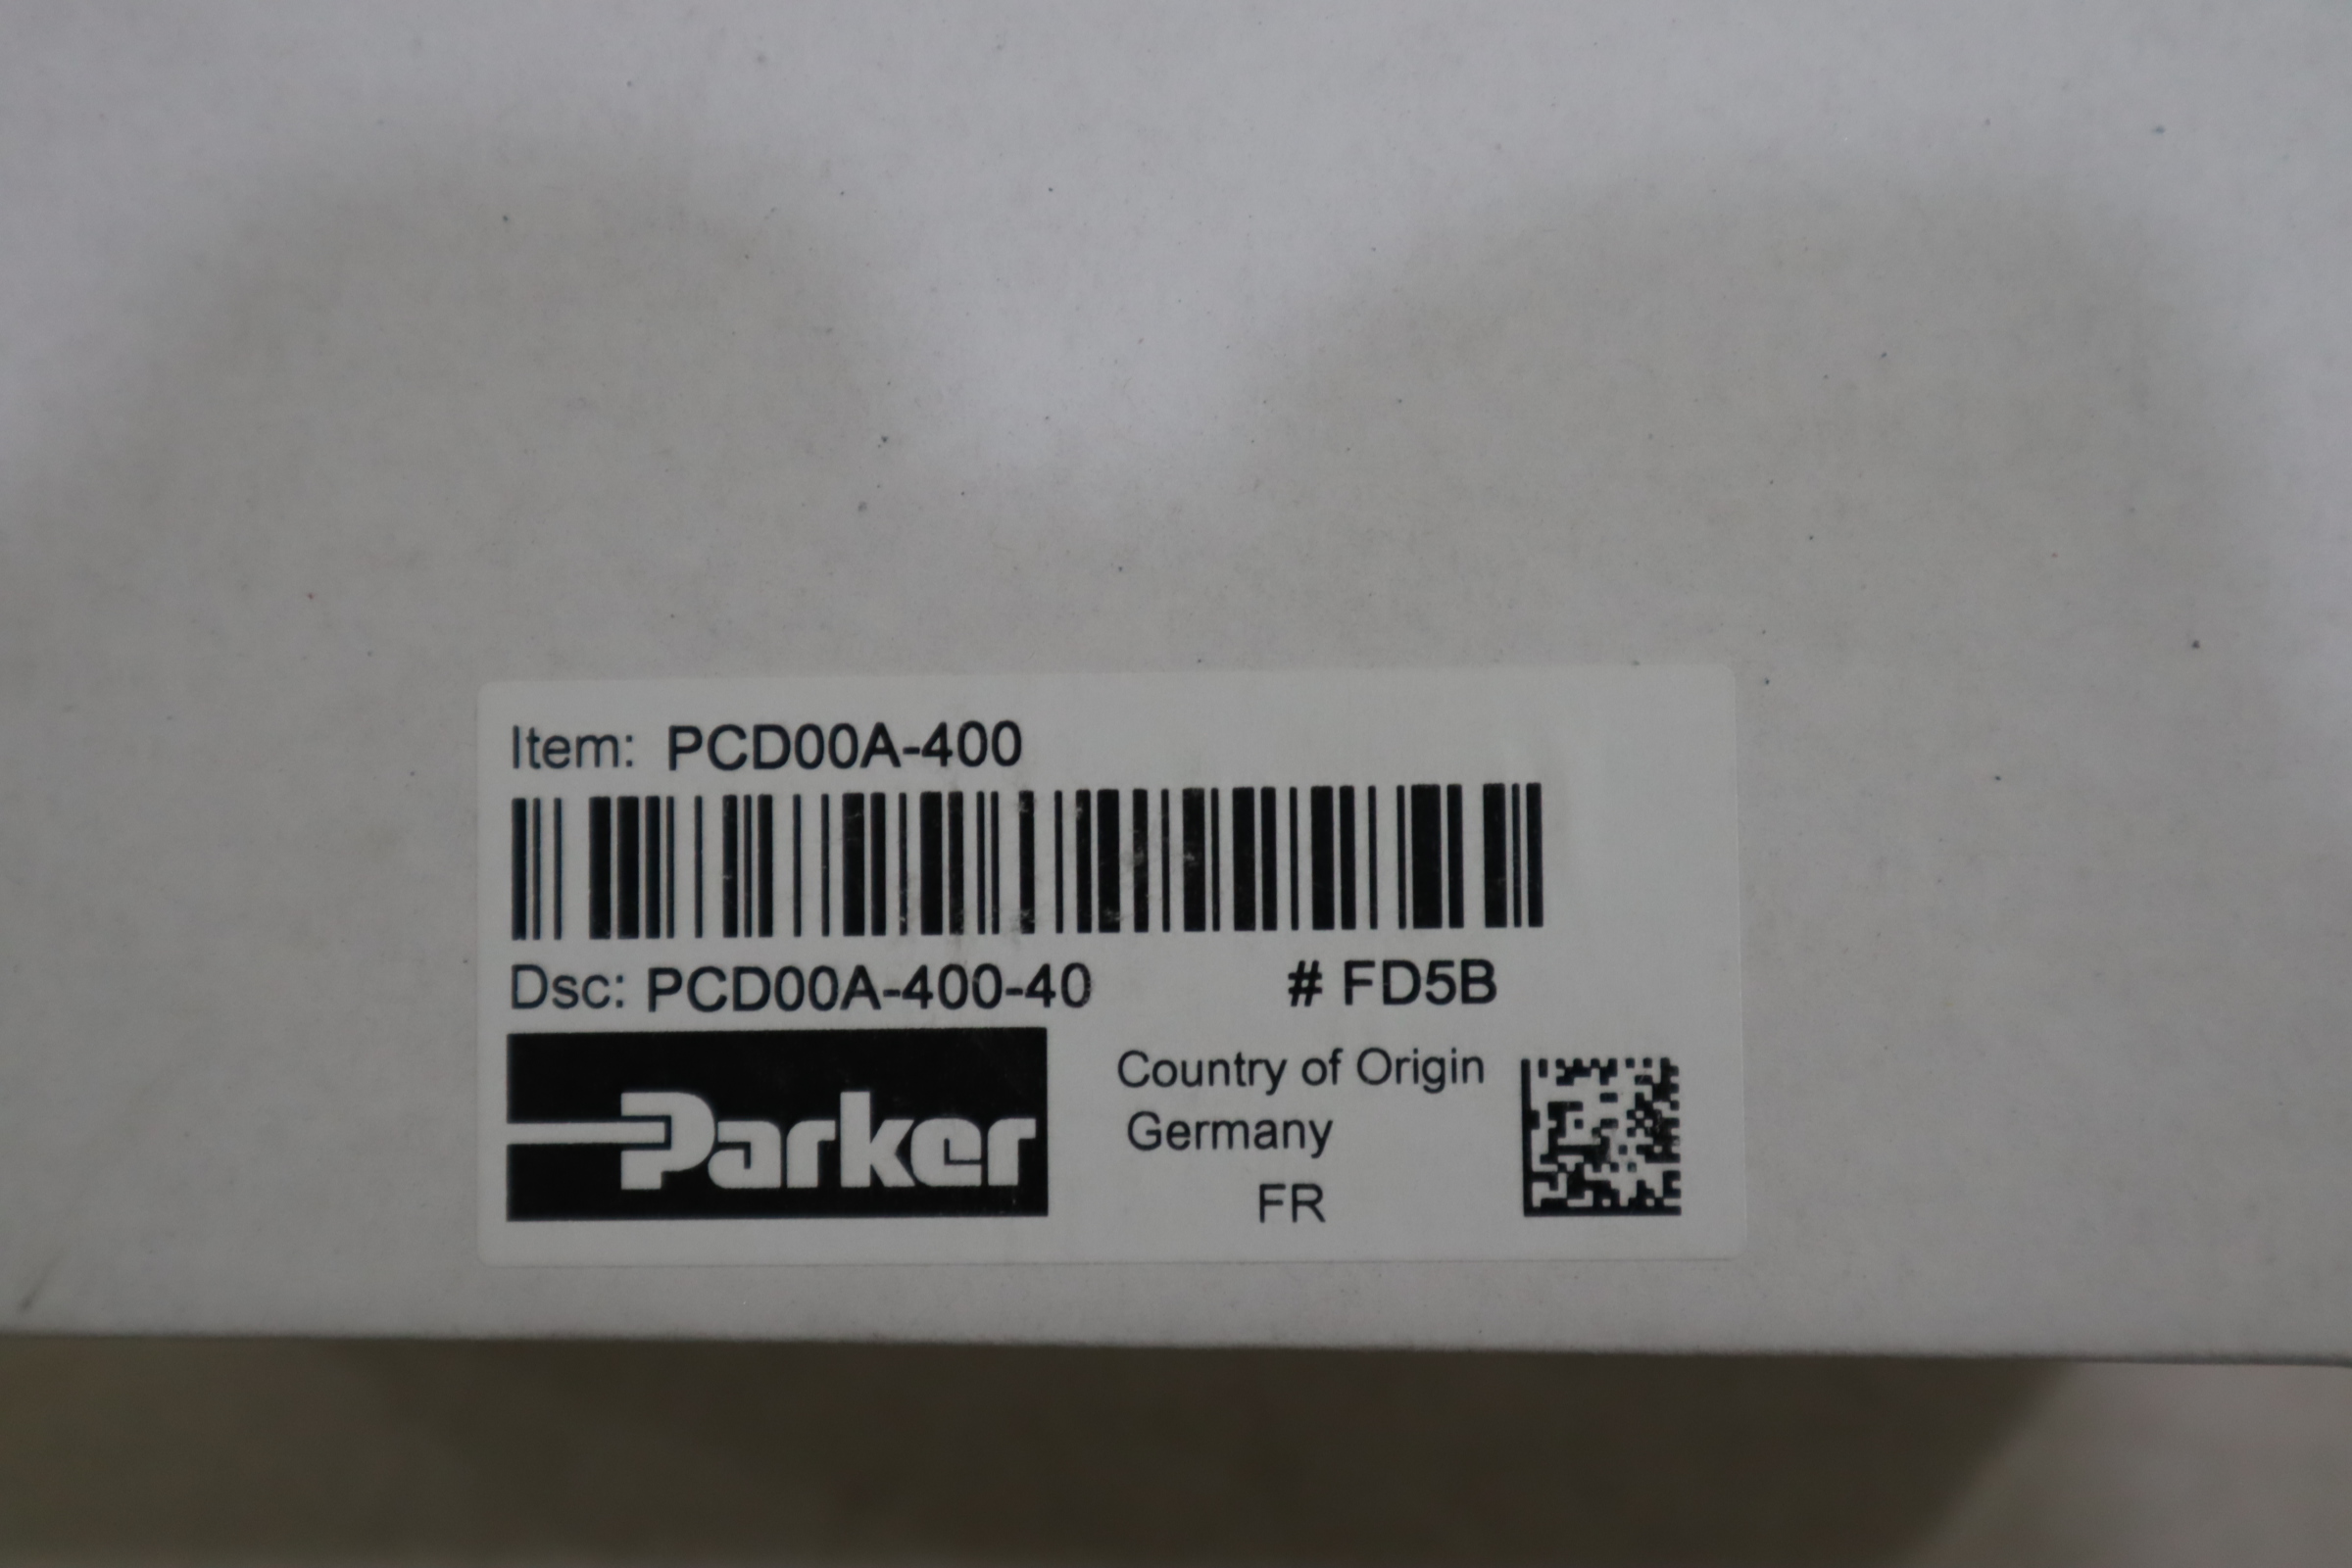 Item: PCD00A-400
Dsc: PCD00A-400-40 # FD5B
Parker
Country of Origin
Germany
FR